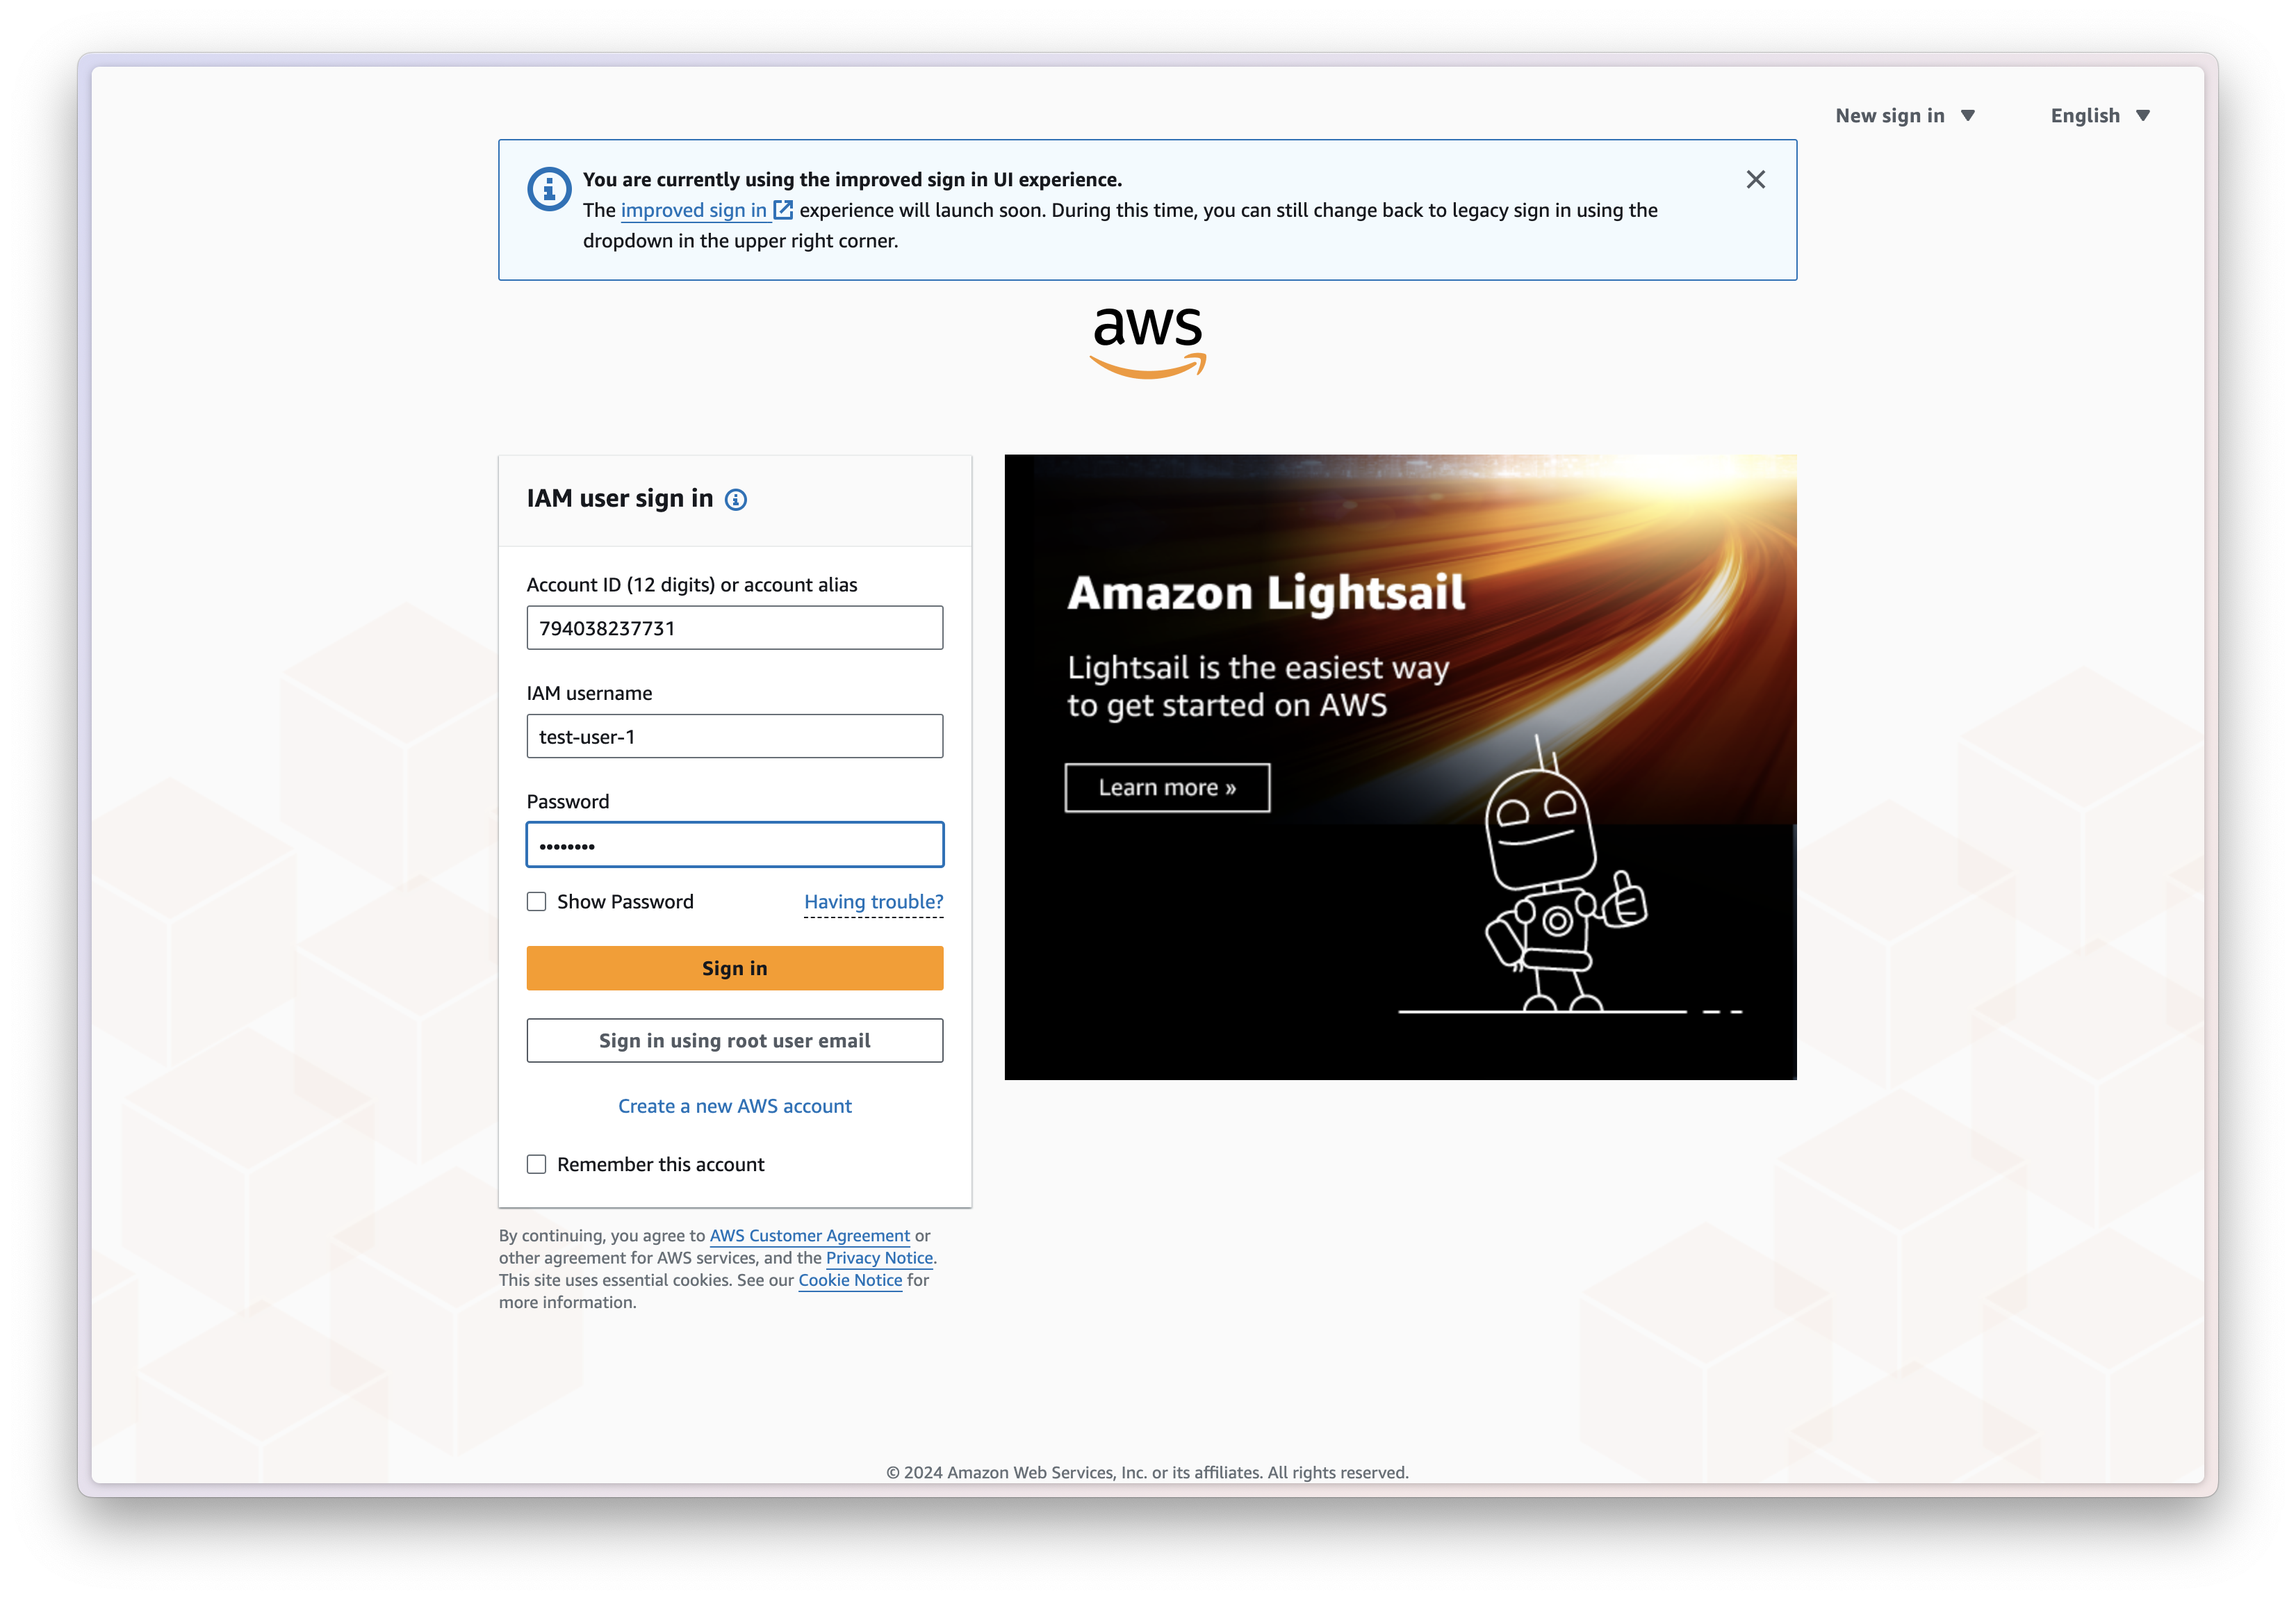 New sign in
English
You are currently using the improved sign in UI experience.
The improved sign in experience will launch soon. During this time, you can still change back to legacy sign in using the
dropdown in the upper right corner.
aws
IAM user sign in
Account ID (12 digits) or account alias
794038237731
IAM username
test-user-1
Password
••••••••
Show Password
Having trouble?
Sign in
Sign in using root user email
Create a new AWS account
Remember this account
By continuing, you agree to AWS Customer Agreement or
other agreement for AWS services, and the Privacy Notice.
This site uses essential cookies. See our Cookie Notice for
more information.
Amazon Lightsail
Lightsail is the easiest way
to get started on AWS
Learn more »
© 2024 Amazon Web Services, Inc. or its affiliates. All rights reserved.